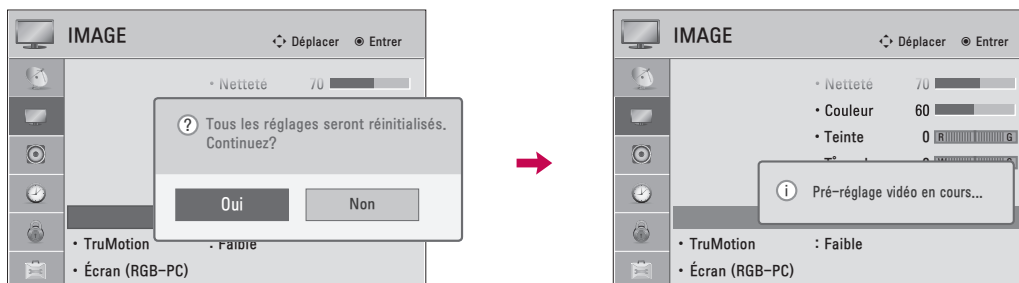 IMAGE
Déplacer Entrer
• Netteté 70
? Tous les réglages seront réinitialisés.
Continuez?
Oui Non
• TruMotion : Faible
• Écran (RGB-PC)
IMAGE
Déplacer Entrer
• Netteté 70
• Couleur 60
• Teinte 0 R G
i Pré-réglage vidéo en cours...
• TruMotion : Faible
• Écran (RGB-PC)